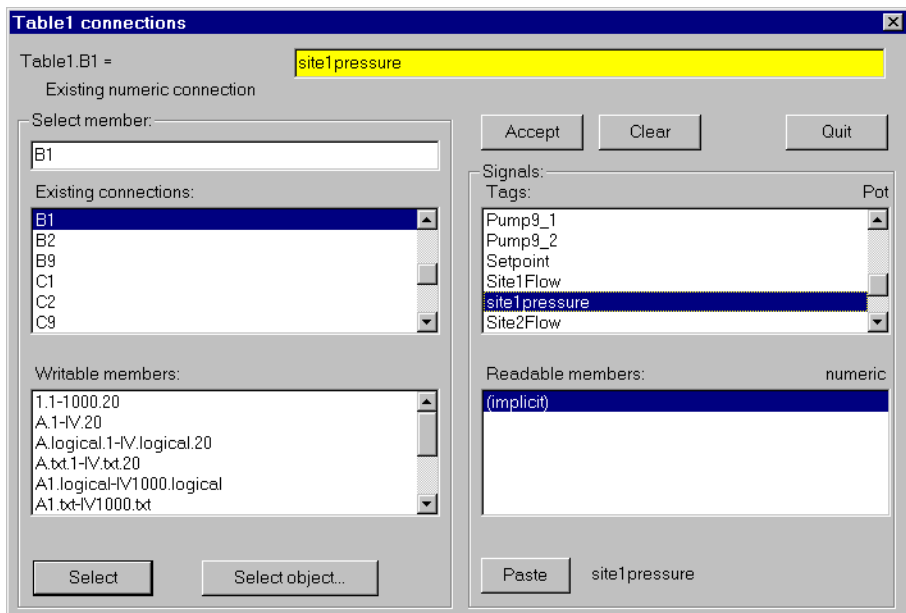 Table1 connections
Table1.B1 =
site1pressure
Existing numeric connection
Select member:
B1
Existing connections:
B1
B2
B9
C1
C2
C9
Writable members:
1.1-1000.20
A.1-IV.20
A.logical.1-IV.logical.20
A.txt.1-IV.txt.20
A1.logical-IV1000.logical
A1.txt-IV1000.txt
Select
Select object...
Accept
Clear
Quit
Signals:
Tags:
Pot
Pump9_1
Pump9_2
Setpoint
Site1Flow
site1pressure
Site2Flow
Readable members:
numeric
(implicit)
Paste
site1pressure